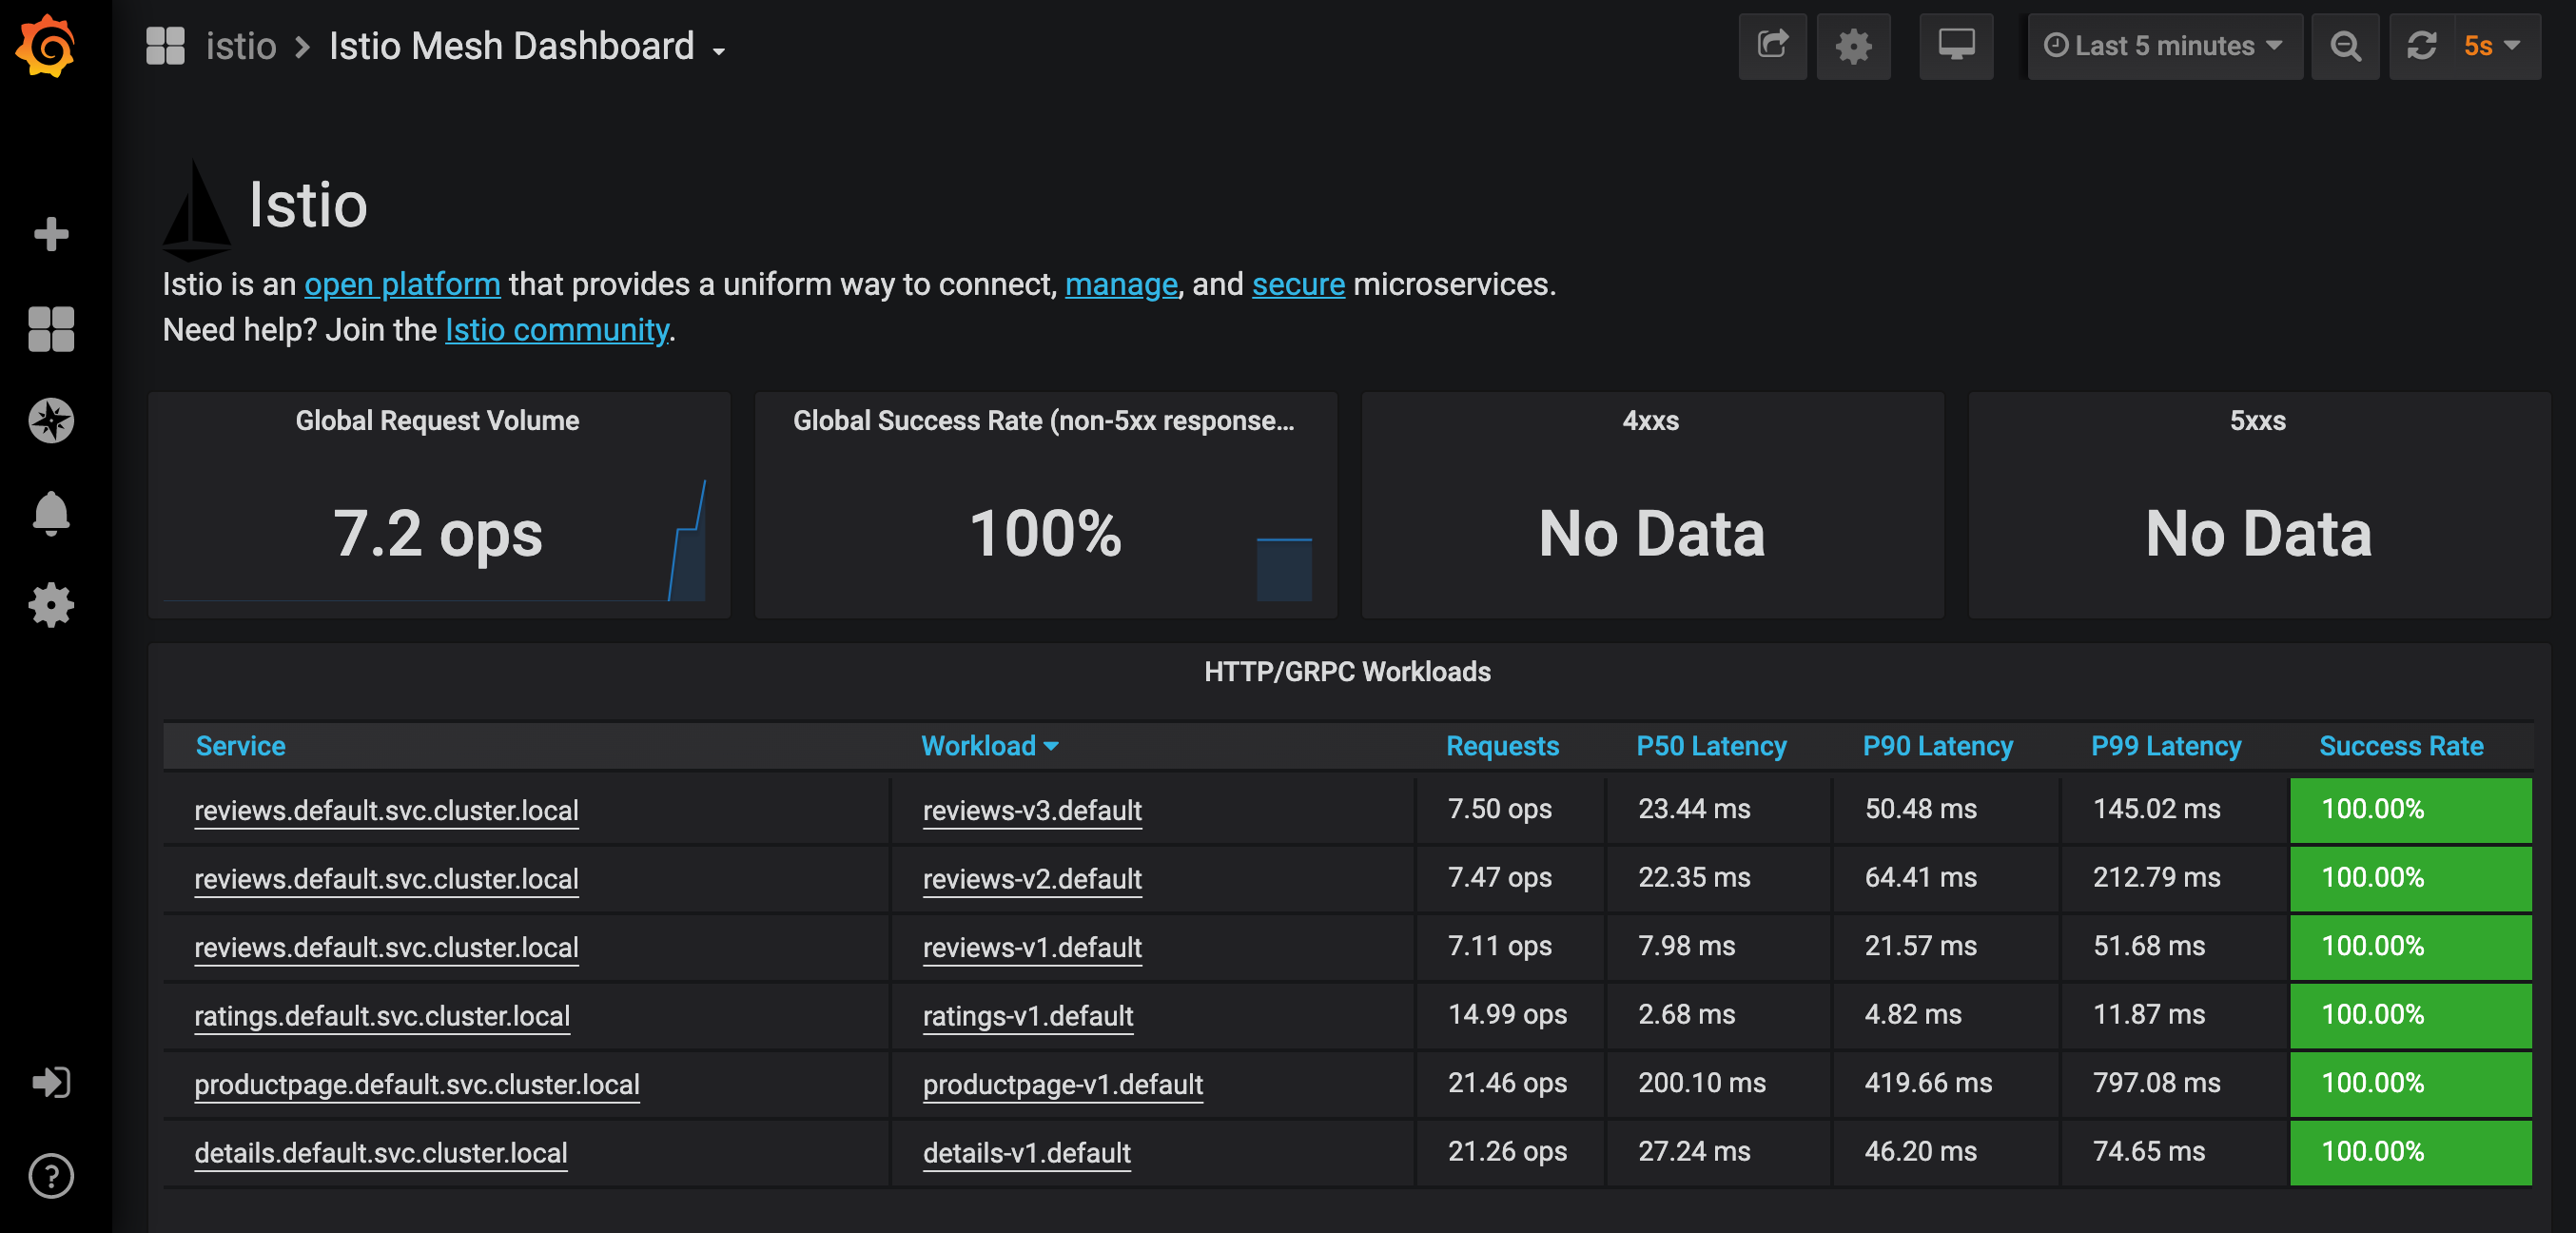 istio > Istio Mesh Dashboard
Last 5 minutes
5s
Istio
Istio is an open platform that provides a uniform way to connect, manage, and secure microservices.
Need help? Join the Istio community.
Global Request Volume
7.2 ops
Global Success Rate (non-5xx response...
100%
4xxs
No Data
5xxs
No Data
HTTP/GRPC Workloads
Service Workload Requests P50 Latency P90 Latency P99 Latency Success Rate
reviews.default.svc.cluster.local reviews-v3.default 7.50 ops 23.44 ms 50.48 ms 145.02 ms 100.00%
reviews.default.svc.cluster.local reviews-v2.default 7.47 ops 22.35 ms 64.41 ms 212.79 ms 100.00%
reviews.default.svc.cluster.local reviews-v1.default 7.11 ops 7.98 ms 21.57 ms 51.68 ms 100.00%
ratings.default.svc.cluster.local ratings-v1.default 14.99 ops 2.68 ms 4.82 ms 11.87 ms 100.00%
productpage.default.svc.cluster.local productpage-v1.default 21.46 ops 200.10 ms 419.66 ms 797.08 ms 100.00%
details.default.svc.cluster.local details-v1.default 21.26 ops 27.24 ms 46.20 ms 74.65 ms 100.00%